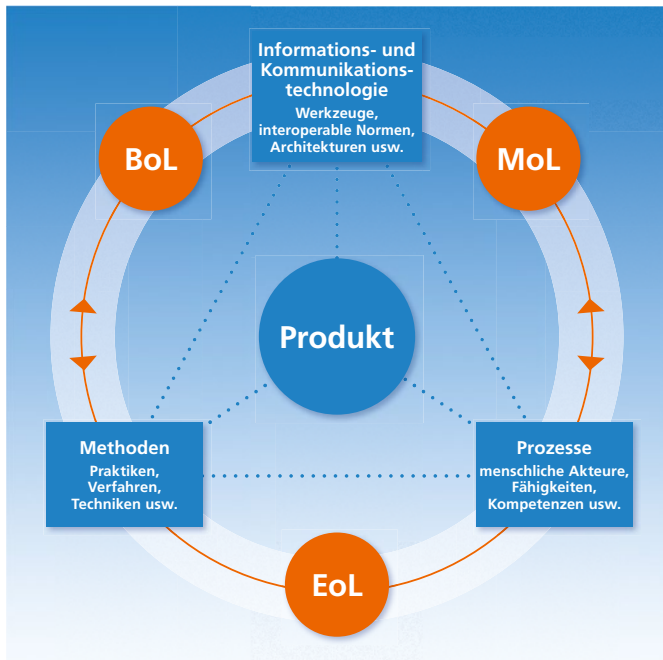 Informations- und
Kommunikations-
technologie
Werkzeuge,
interoperable Normen,
Architekturen usw.
BoL
MoL
Produkt
Methoden
Praktiken,
Verfahren,
Techniken usw.
Prozesse
menschliche Akteure,
Fähigkeiten,
Kompetenzen usw.
EoL